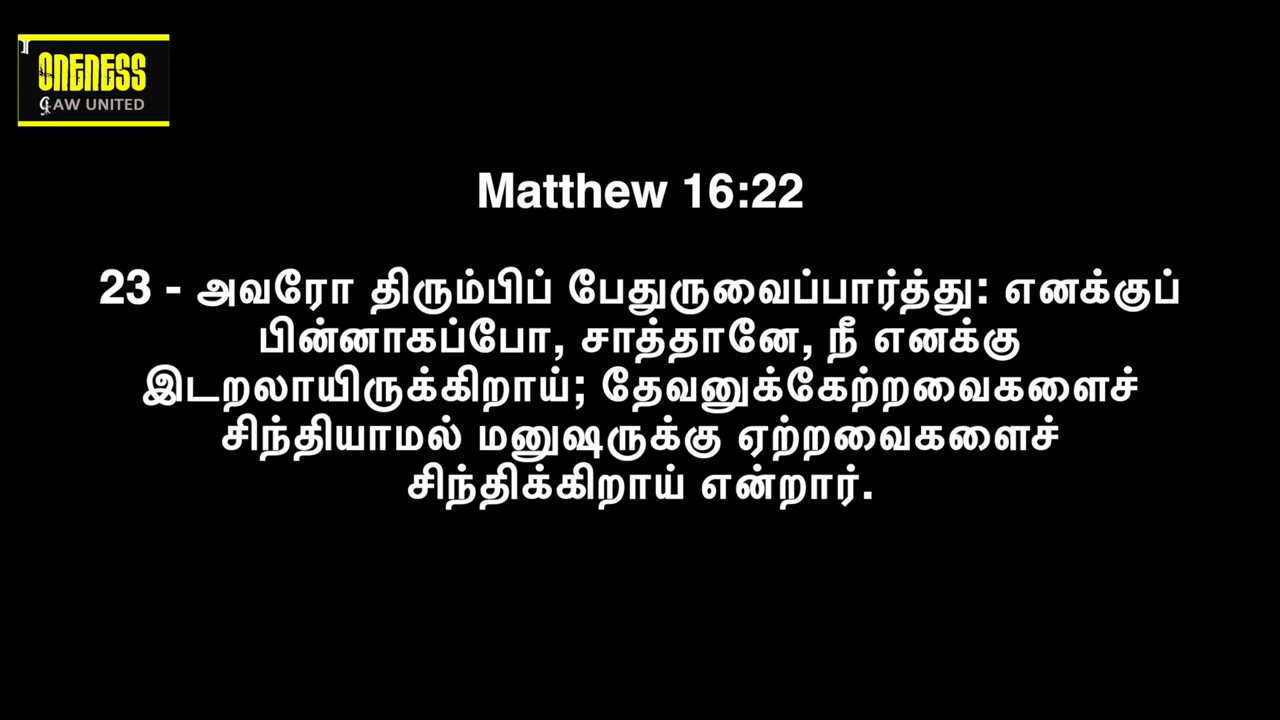 ONENESS
AW UNITED
Matthew 16:22
23 - அவரோ திரும்பிப் பேதுருவைப்பார்த்து: எனக்குப்
பின்னாகப்போ, சாத்தானே, நீ எனக்கு
இடறலாயிருக்கிறாய்; தேவனுக்கேற்றவைகளைச்
சிந்தியாமல் மனுஷருக்கு ஏற்றவைகளைச்
சிந்திக்கிறாய் என்றார்.